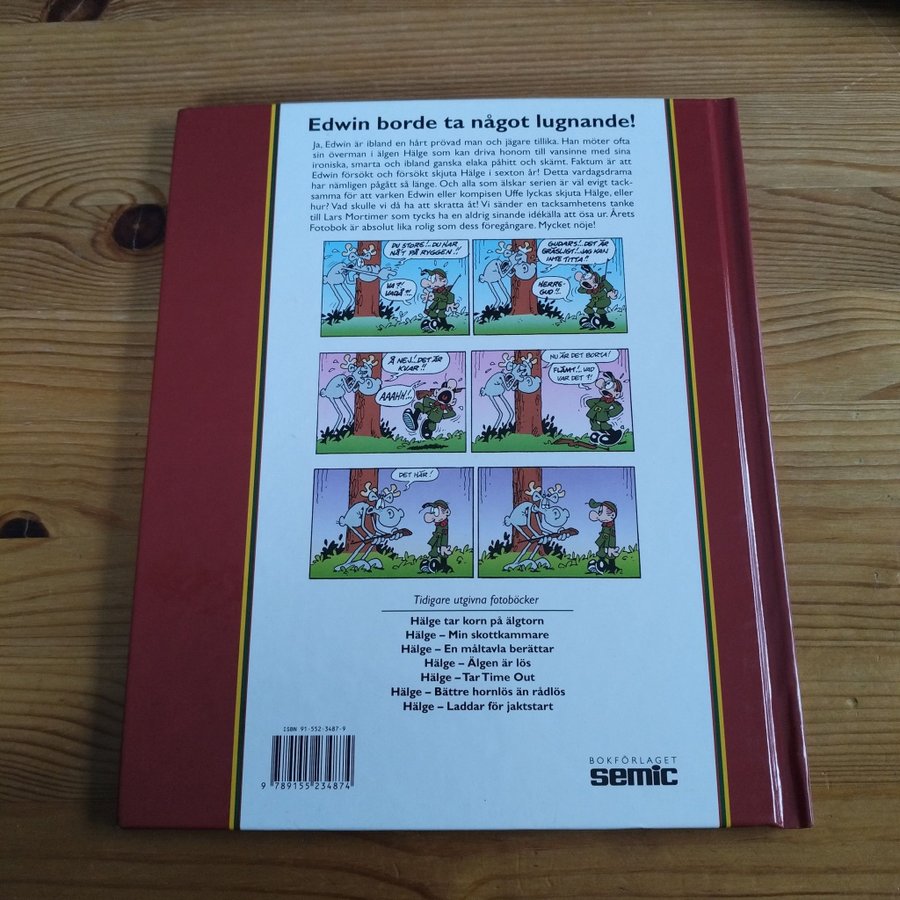 Edwin borde ta något lugnande!
Ja, Edwin är ibland en hårt prövad man och jägare tillika. Han möter ofta
sin överman i älgen Hälge som kan driva honom till vansinne med sina
ironiska, smarta och ibland ganska elaka påhitt och skämt. Faktum är att
Edwin försökt och försökt skjuta Hälge i sexton år! Detta vardagsdrama
har nämligen pågått så länge. Och alla som älskar serien är väl evigt tack-
samma för att varken Edwin eller kompisen Uffe lyckas skjuta Hälge, eller
hur? Vad skulle vi då ha att skratta åt! Vi sänder en tacksamhetens tanke
till Lars Mortimer som tycks ha en aldrig sinande idékälla att ösa ur. Årets
Fotobok är absolut lika rolig som dess föregångare. Mycket nöje!
DU STORE!.. DU HAR
NÅ'T PÅ RYGGEN!!
VA?!
VADÅ?!
GUDARS!.. DET ÄR
GRÄSLIGT!.. JAG KAN
INTE TITTA!!
HERRE-
GUD!!
Å NEJ!.. DET ÄR
KVAR!!
AAAHH!!..
NU ÄR DET BORTA!
FLÄMT!.. VAD
VAR DET?!
DET HÄR!
Tidigare utgivna fotoböcker
Hälge tar korn på älgtorn
Hälge – Min skottkammare
Hälge – En måltavla berättar
Hälge – Älgen är lös
Hälge – Tar Time Out
Hälge – Bättre hornlös än rådlös
Hälge – Laddar för jaktstart
ISBN 91-552-3487-9
9 789155 234874
BOKFÖRLAGET
semic